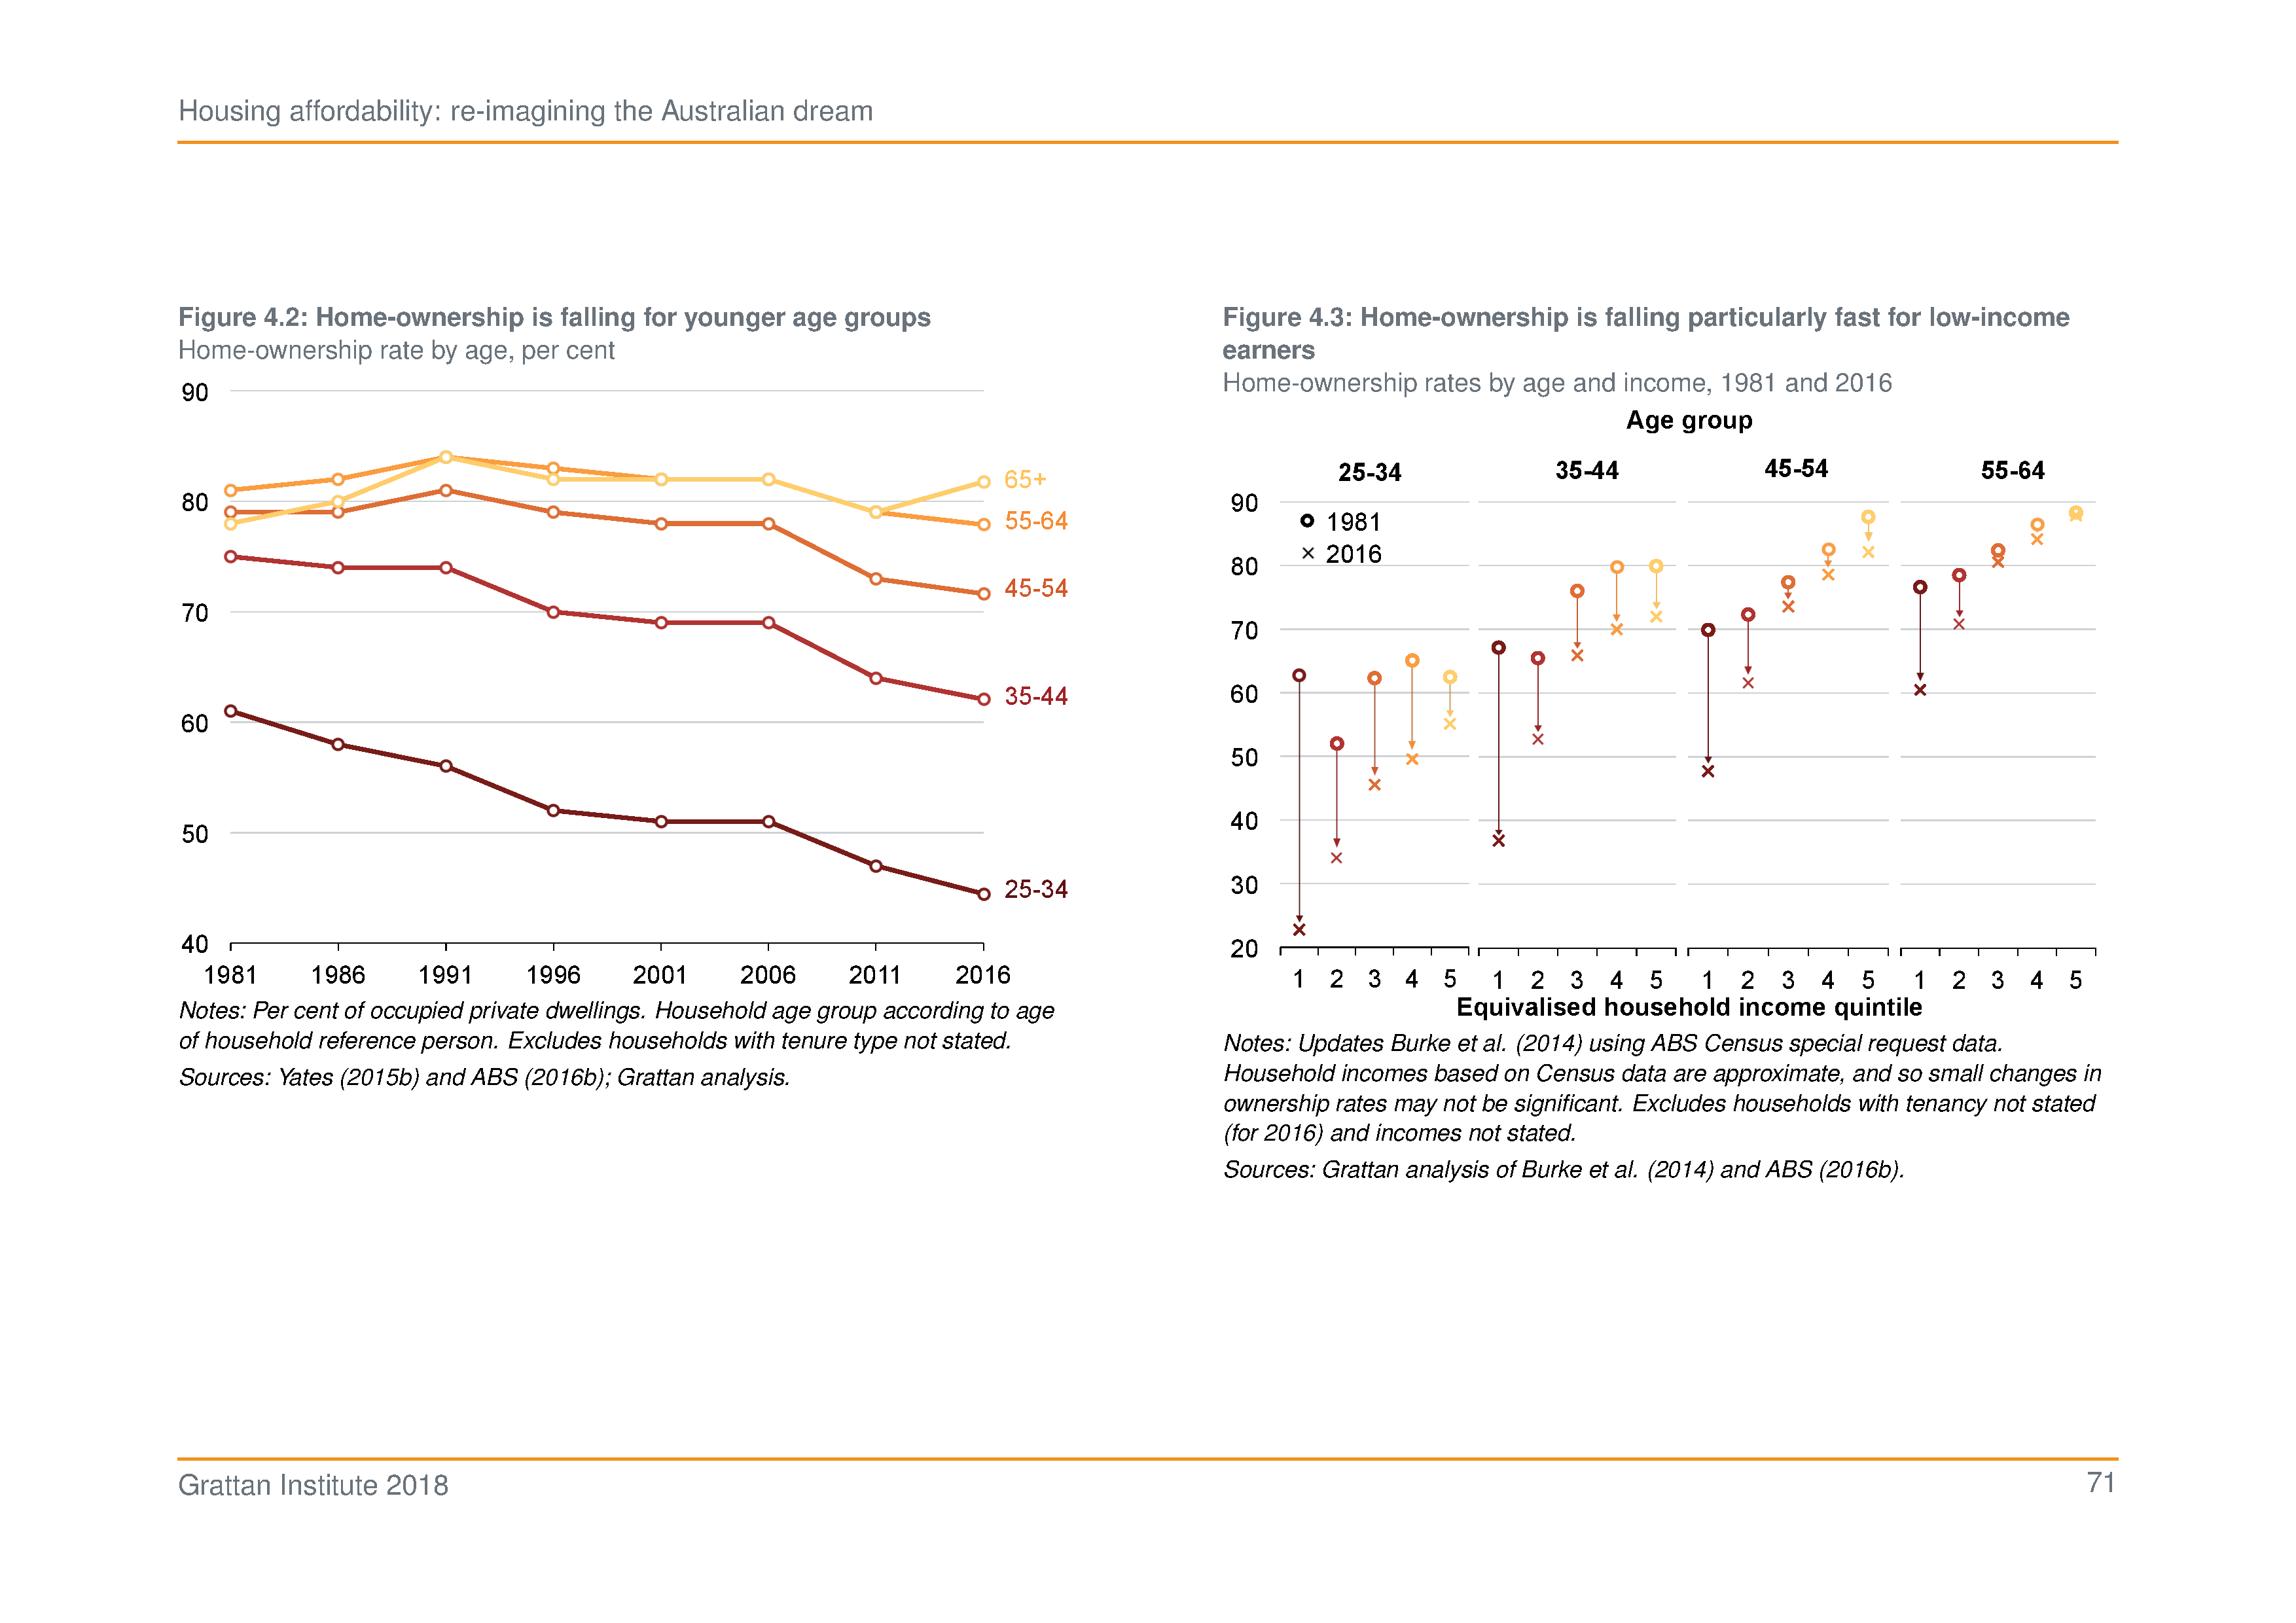 Housing affordability: re-imagining the Australian dream
Figure 4.2: Home-ownership is falling for younger age groups
Home-ownership rate by age, per cent
90
80
70
60
50
40
65+
55-64
45-54
35-44
25-34
1981 1986 1991 1996 2001 2006 2011 2016
Notes: Per cent of occupied private dwellings. Household age group according to age
of household reference person. Excludes households with tenure type not stated.
Sources: Yates (2015b) and ABS (2016b); Grattan analysis.
Figure 4.3: Home-ownership is falling particularly fast for low-income
earners
Home-ownership rates by age and income, 1981 and 2016
Age group
25-34 35-44 45-54 55-64
1981
2016
90
80
70
60
50
40
30
20
1 2 3 4 5 1 2 3 4 5 1 2 3 4 5 1 2 3 4 5
Equivalised household income quintile
Notes: Updates Burke et al. (2014) using ABS Census special request data.
Household incomes based on Census data are approximate, and so small changes in
ownership rates may not be significant. Excludes households with tenancy not stated
(for 2016) and incomes not stated.
Sources: Grattan analysis of Burke et al. (2014) and ABS (2016b).
Grattan Institute 2018
71